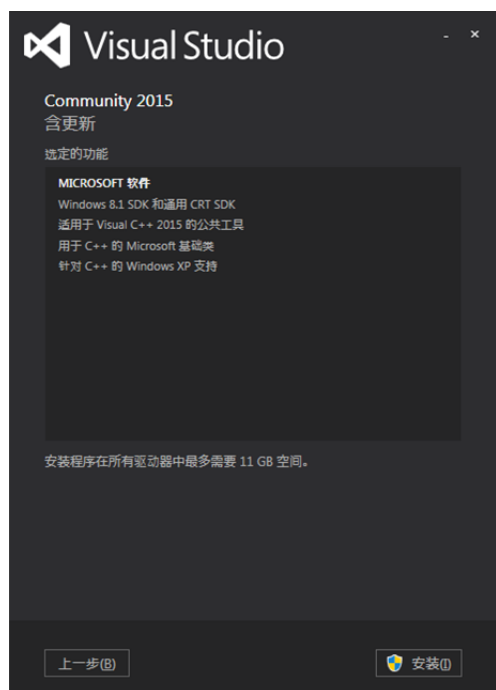 Visual Studio
Community 2015
含更新
选定的功能
MICROSOFT 软件
Windows 8.1 SDK 和通用 CRT SDK
适用于 Visual C++ 2015 的公共工具
用于 C++ 的 Microsoft 基础类
针对 C++ 的 Windows XP 支持
安装程序在所有驱动器中最多需要 11 GB 空间。
上一步(B)
安装(I)